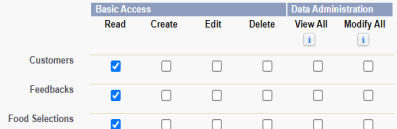 Basic Access Data Administration
Read Create Edit Delete View All Modify All
i i
Customers
Feedbacks
Food Selections